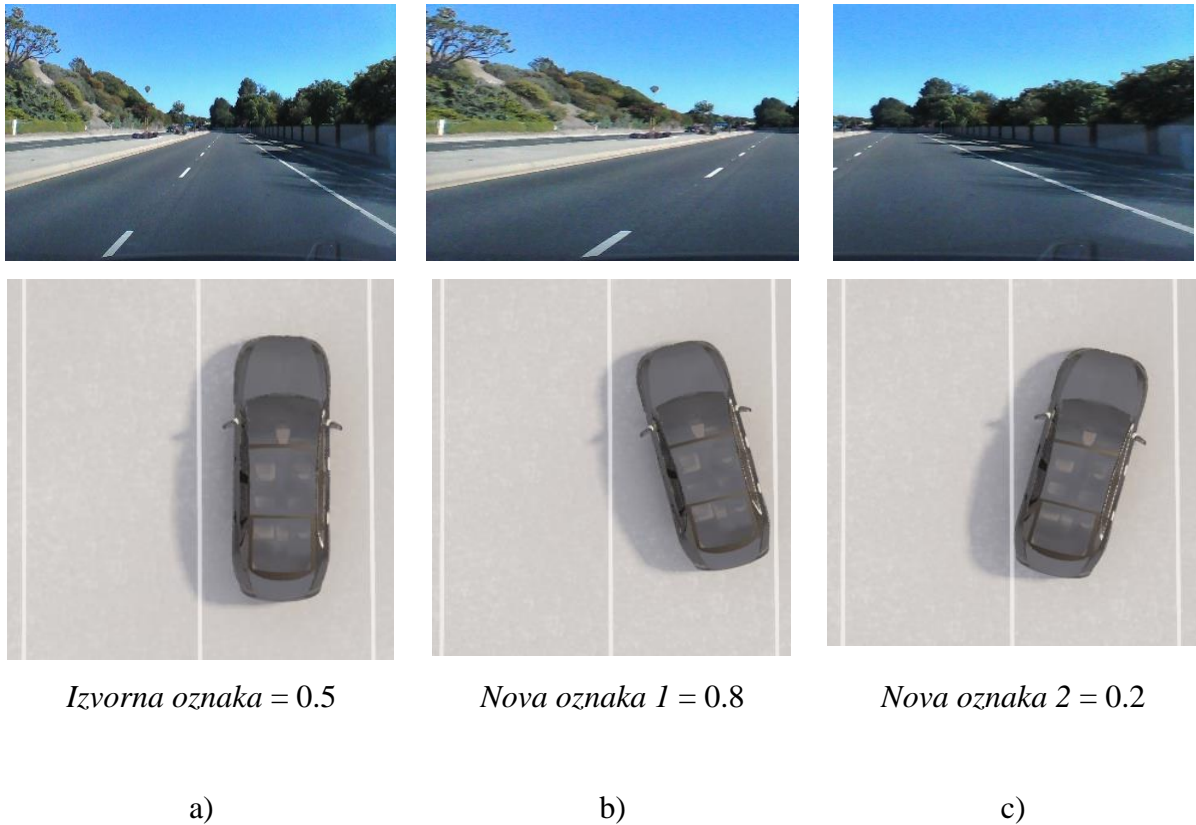 Izvorna oznaka = 0.5
Nova oznaka 1 = 0.8
Nova oznaka 2 = 0.2
a)
b)
c)